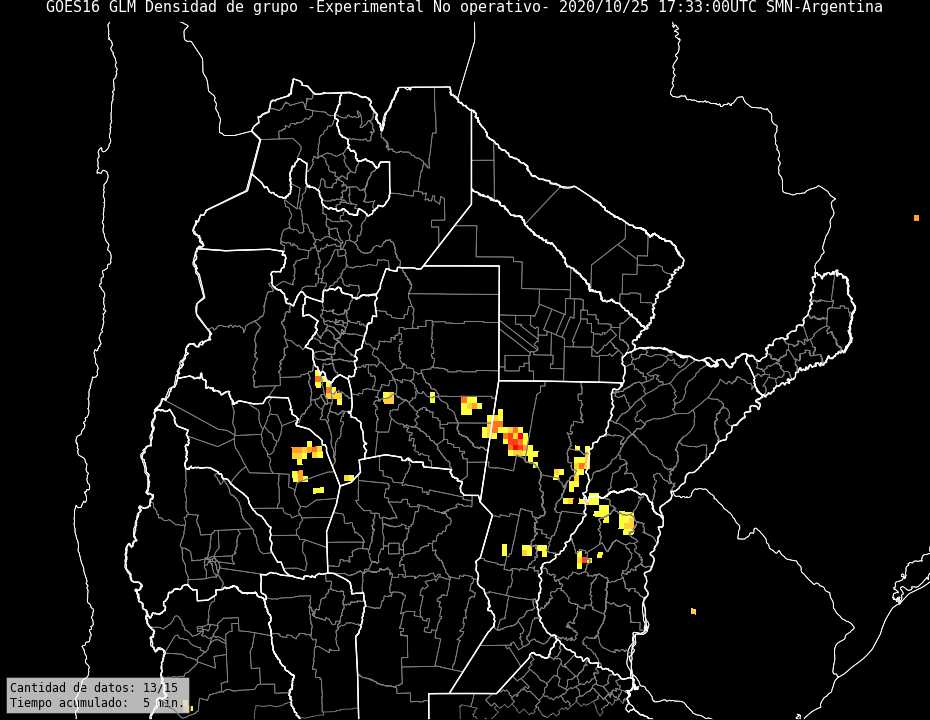 GOES16 GLM Densidad de grupo -Experimental No operativo- 2020/10/25 17:33:00UTC SMN-Argentina
Cantidad de datos: 13/15
Tiempo acumulado: 5 min.